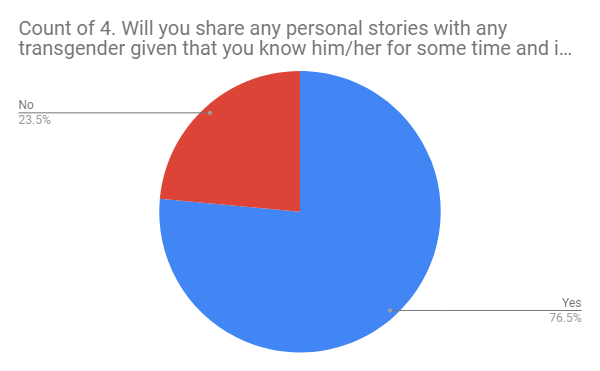 Count of 4. Will you share any personal stories with any
transgender given that you know him/her for some time and i...
No
23.5%
Yes
76.5%